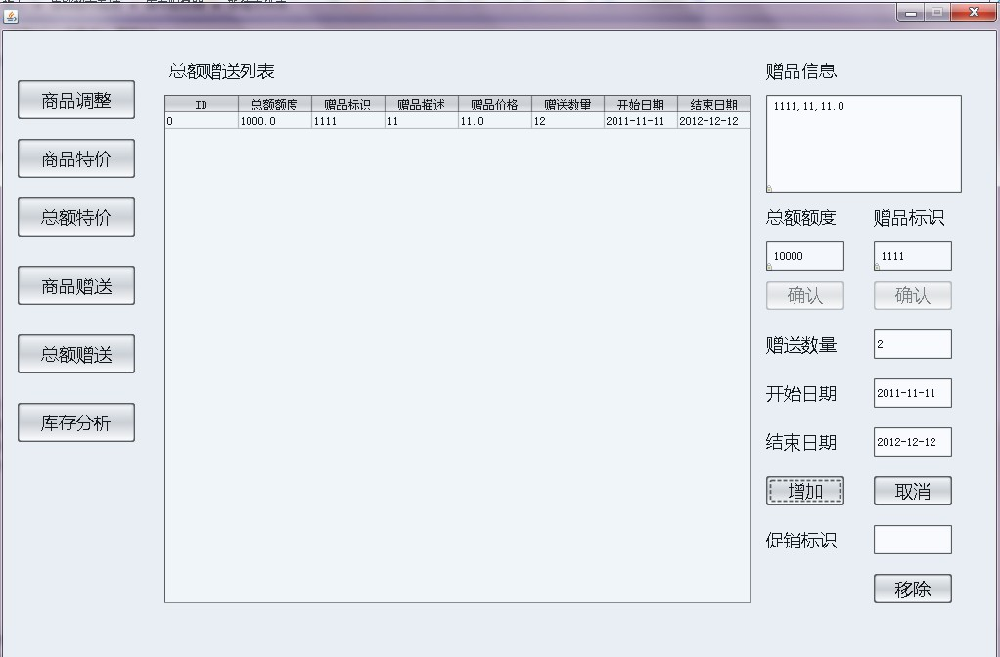 总额赠送列表
赠品信息
商品调整
商品特价
总额特价
商品赠送
总额赠送
库存分析
ID 总额额度 赠品标识 赠品描述 赠品价格 赠送数量 开始日期 结束日期
0 1000.0 1111 11 11.0 12 2011-11-11 2012-12-12
1111,11,11.0
总额额度 赠品标识
10000 1111
确认 确认
赠送数量 2
开始日期 2011-11-11
结束日期 2012-12-12
增加 取消
促销标识
移除